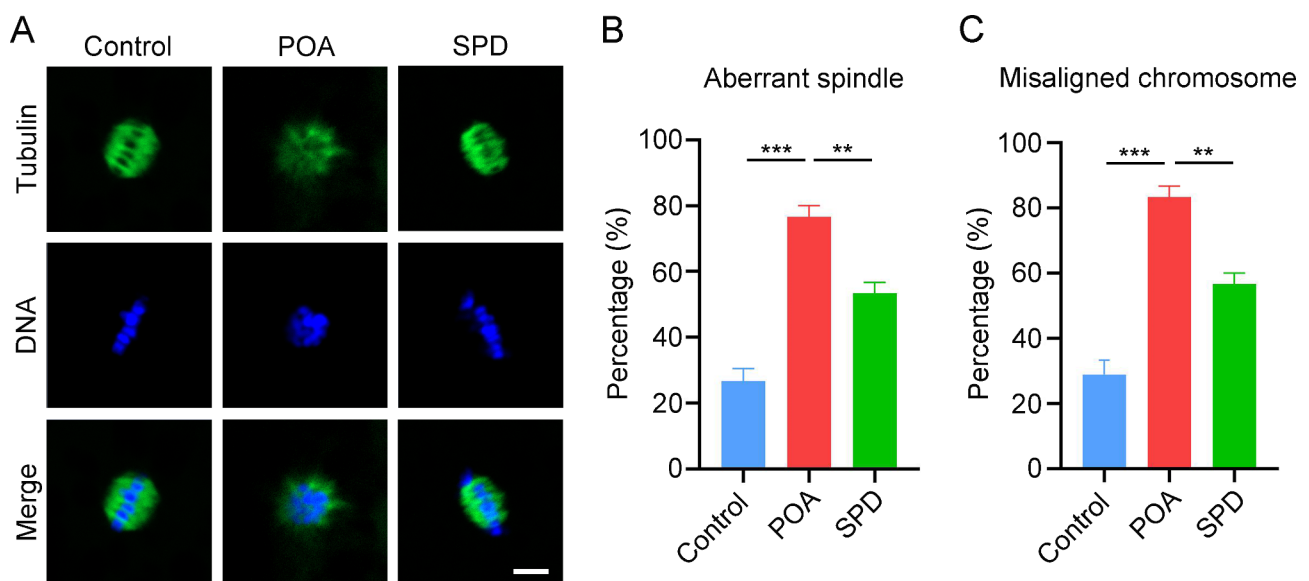 A
Control POA SPD
Tubulin
DNA
Merge
B
Aberrant spindle
Percentage (%)
100
80
60
40
20
0
*** **
Control POA SPD
C
Misaligned chromosome
Percentage (%)
100
80
60
40
20
0
*** **
Control POA SPD